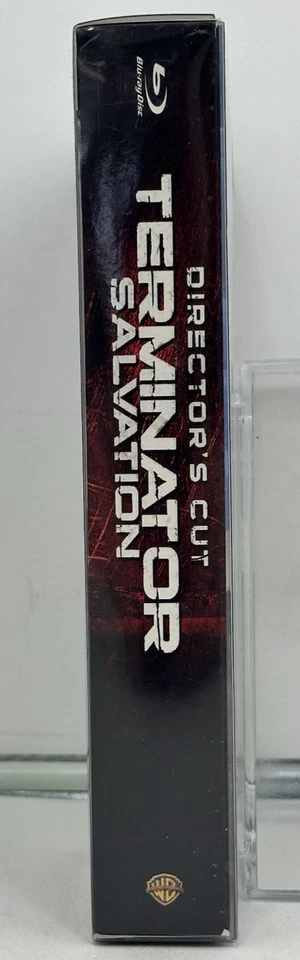 Blu-ray Disc
DIRECTOR'S CUT
TERMINATOR
SALVATION
WB